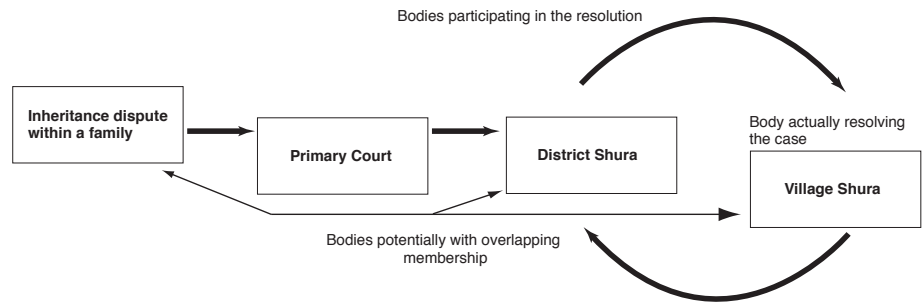 Bodies participating in the resolution
Inheritance dispute
within a family
Primary Court
District Shura
Body actually resolving
the case
Village Shura
Bodies potentially with overlapping
membership